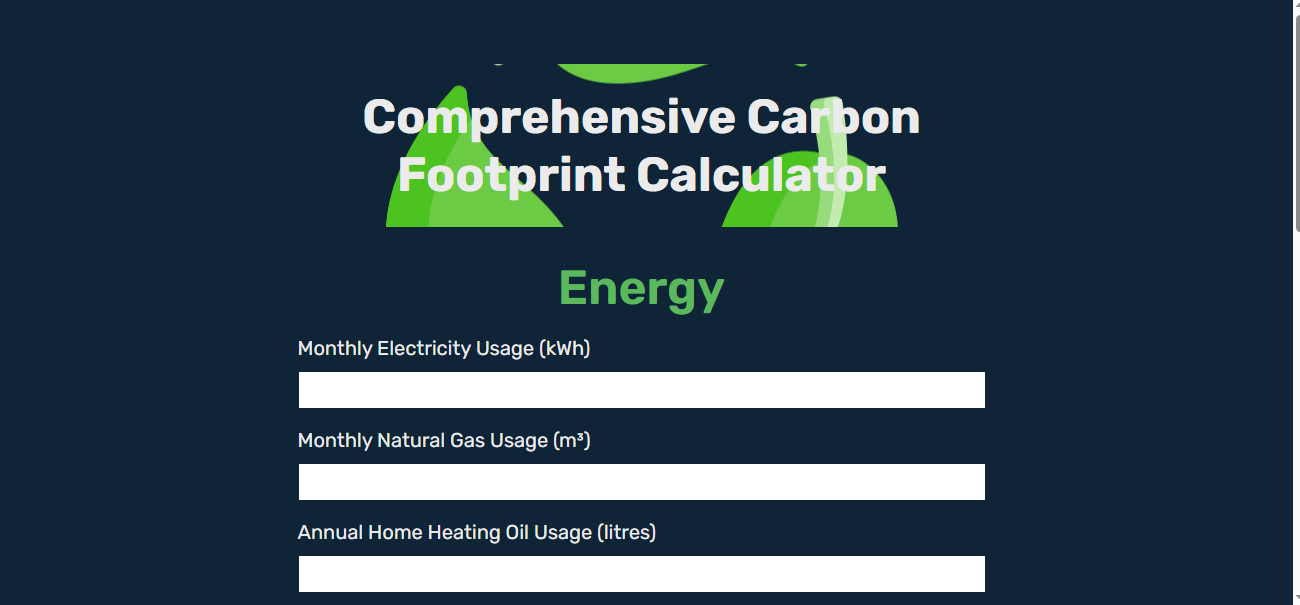 Comprehensive Carbon
Footprint Calculator
Energy
Monthly Electricity Usage (kWh)
Monthly Natural Gas Usage (m³)
Annual Home Heating Oil Usage (litres)